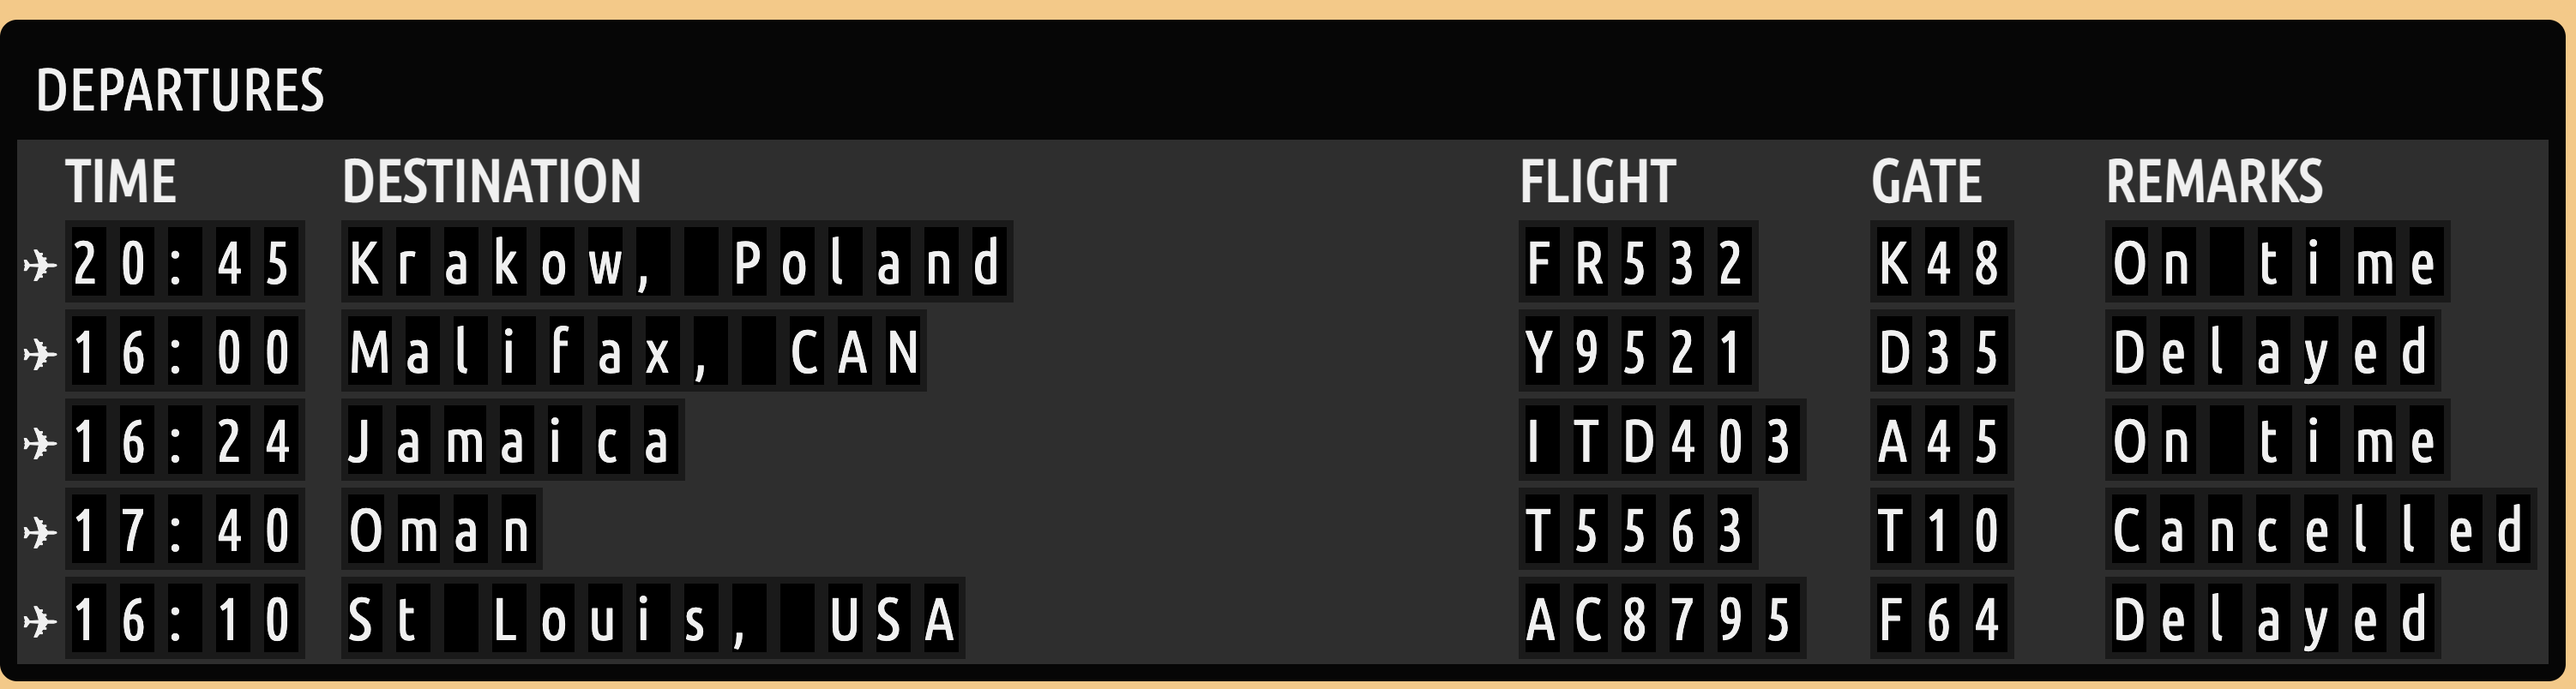 DEPARTURES
TIME DESTINATION FLIGHT GATE REMARKS
20:45 Krakow, Poland FR532 K48 On time
16:00 Malifax, CAN Y9521 D35 Delayed
16:24 Jamaica ITD403 A45 On time
17:40 Oman T5563 T10 Cancelled
16:10 St Louis, USA AC8795 F64 Delayed